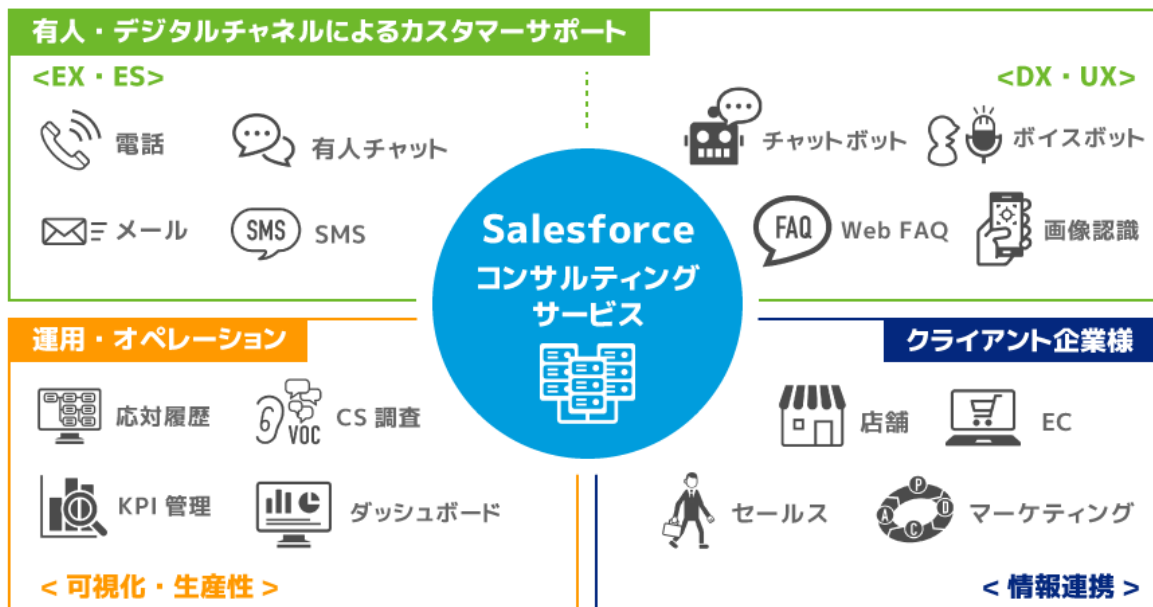 有人・デジタルチャネルによるカスタマーサポート
<EX・ES>
<DX・UX>
電話
有人チャット
チャットボット
ボイスボット
メール
SMS
SMS
FAQ
Web FAQ
画像認識
Salesforce
コンサルティング
サービス
運用・オペレーション
応対履歴
VOC
CS 調査
KPI 管理
ダッシュボード
< 可視化・生産性 >
クライアント企業様
店舗
EC
セールス
P
D
C
A
マーケティング
< 情報連携 >